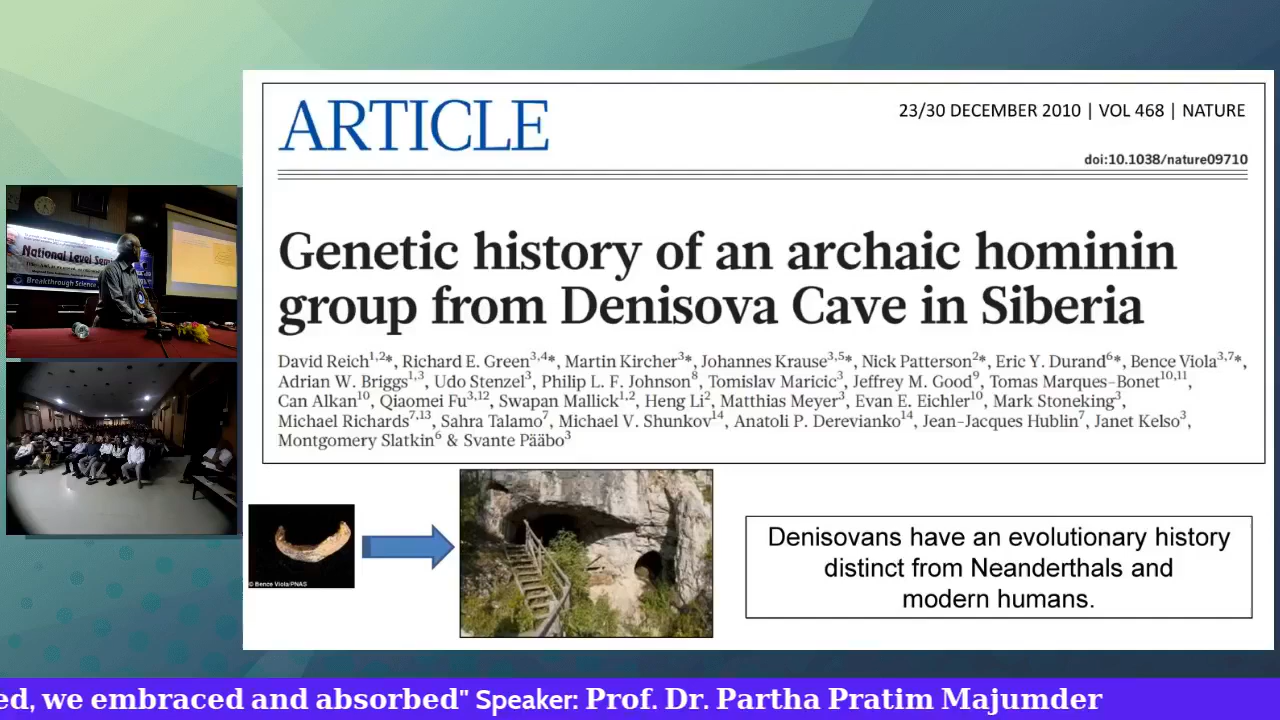 ARTICLE
23/30 DECEMBER 2010 | VOL 468 | NATURE
doi:10.1038/nature09710
Genetic history of an archaic hominin
group from Denisova Cave in Siberia
David Reich1,2*, Richard E. Green3,4*, Martin Kircher3*, Johannes Krause3,5*, Nick Patterson2*, Eric Y. Durand6*, Bence Viola3,7*,
Adrian W. Briggs1,3, Udo Stenzel3, Philip L. F. Johnson8, Tomislav Maricic3, Jeffrey M. Good9, Tomas Marques-Bonet10,11,
Can Alkan10, Qiaomei Fu3,12, Swapan Mallick1,2, Heng Li2, Matthias Meyer3, Evan E. Eichler10, Mark Stoneking3,
Michael Richards7,13, Sahra Talamo7, Michael V. Shunkov14, Anatoli P. Derevianko14, Jean-Jacques Hublin7, Janet Kelso3,
Montgomery Slatkin6 & Svante Pääbo3
National Level Semi
Breakthrough Science
© Bence Viola/PNAS
Denisovans have an evolutionary history
distinct from Neanderthals and
modern humans.
ed, we embraced and absorbed" Speaker: Prof. Dr. Partha Pratim Majumder